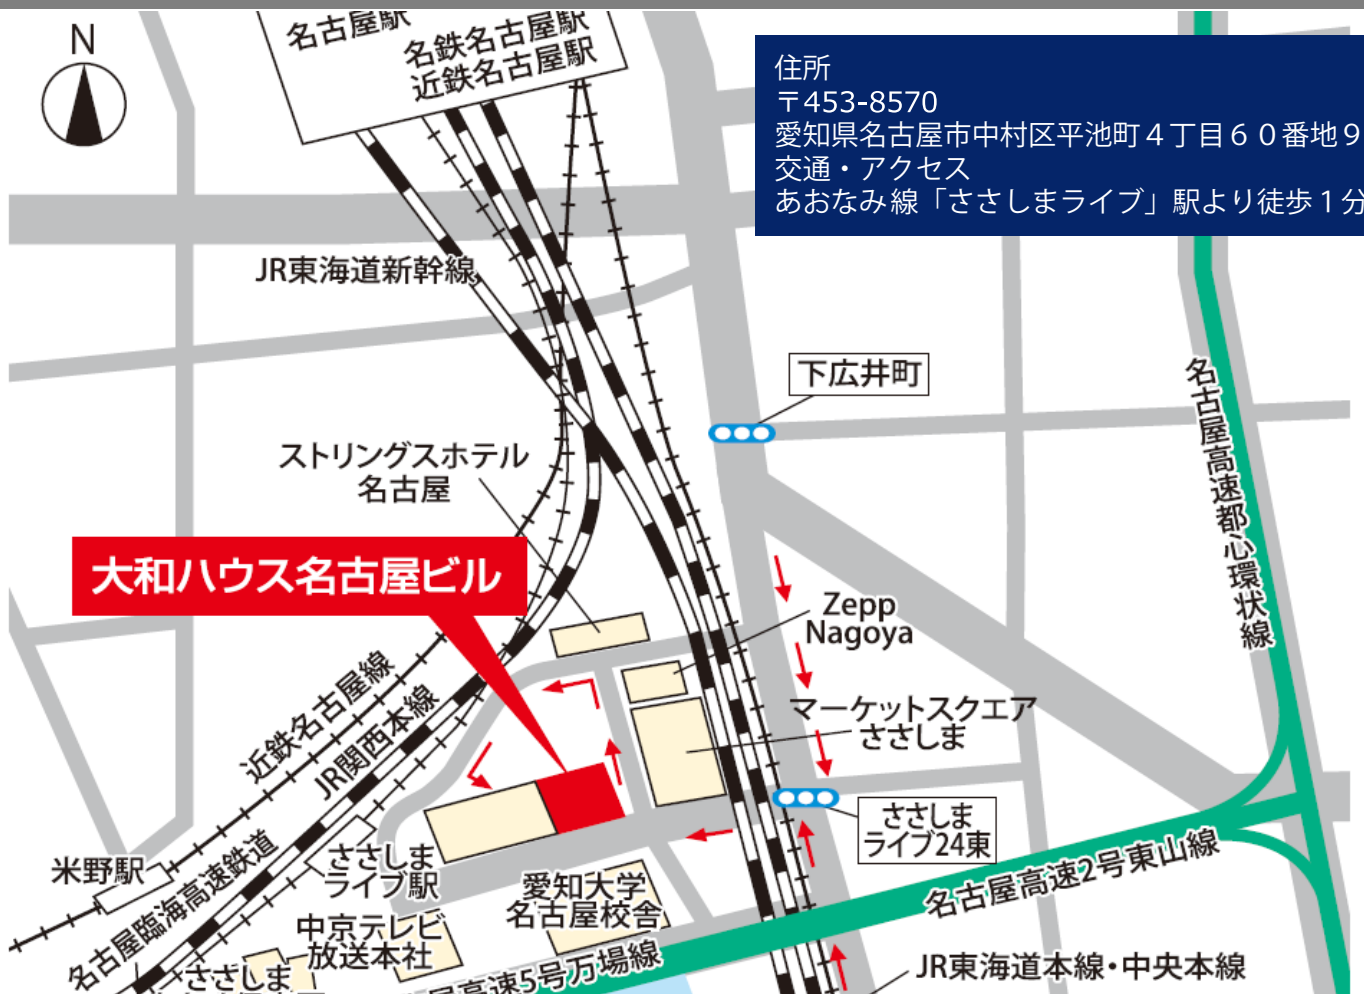 N
名古屋駅
名鉄名古屋駅
近鉄名古屋駅
住所
〒453-8570
愛知県名古屋市中村区平池町４丁目６０番地９
交通・アクセス
あおなみ線「ささしまライブ」駅より徒歩１分
JR東海道新幹線
下広井町
名古屋高速都心環状線
ストリングスホテル
名古屋
大和ハウス名古屋ビル
Zepp
Nagoya
近鉄名古屋線
JR関西本線
マーケットスクエア
ささしま
ささしま
ライブ24東
米野駅
名古屋臨海高速鉄道
ささしま
ライブ駅
愛知大学
名古屋校舎
名古屋高速2号東山線
中京テレビ
放送本社
屋高速5号万場線
ささしま
JR東海道本線・中央本線